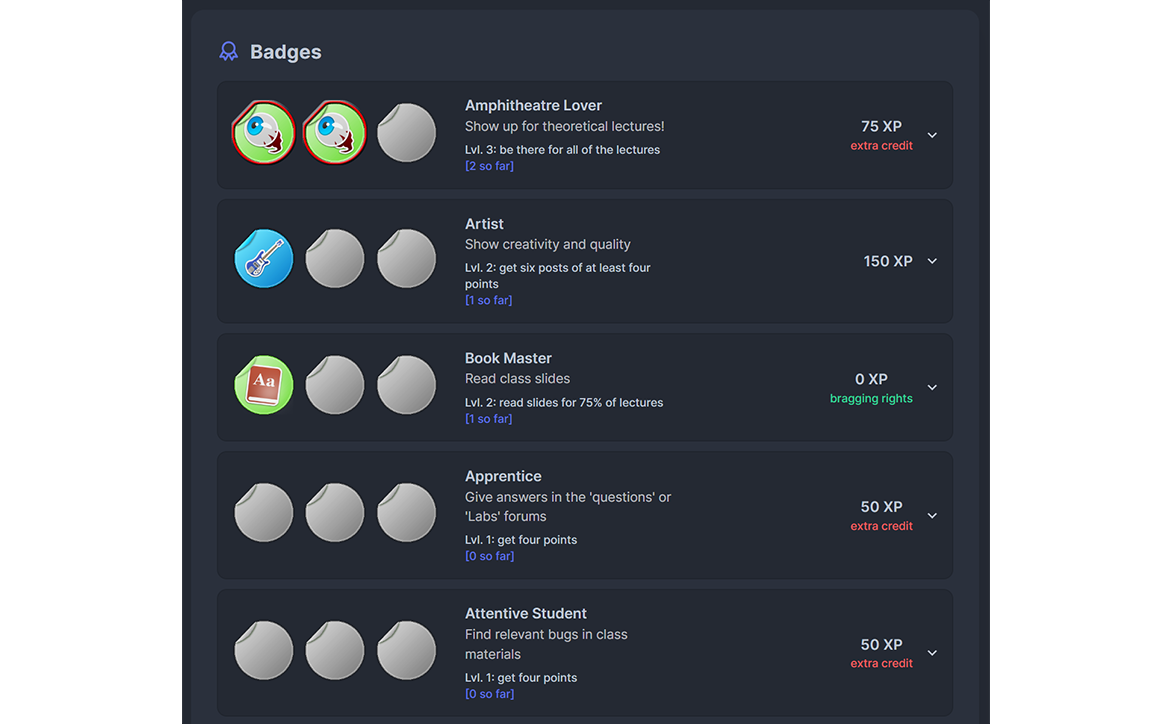 Badges
Amphitheatre Lover
Show up for theoretical lectures!
Lvl. 3: be there for all of the lectures
[2 so far]
75 XP
extra credit
Artist
Show creativity and quality
Lvl. 2: get six posts of at least four
points
[1 so far]
150 XP
Aa
Book Master
Read class slides
Lvl. 2: read slides for 75% of lectures
[1 so far]
0 XP
bragging rights
Apprentice
Give answers in the 'questions' or
'Labs' forums
Lvl. 1: get four points
[0 so far]
50 XP
extra credit
Attentive Student
Find relevant bugs in class
materials
Lvl. 1: get four points
[0 so far]
50 XP
extra credit